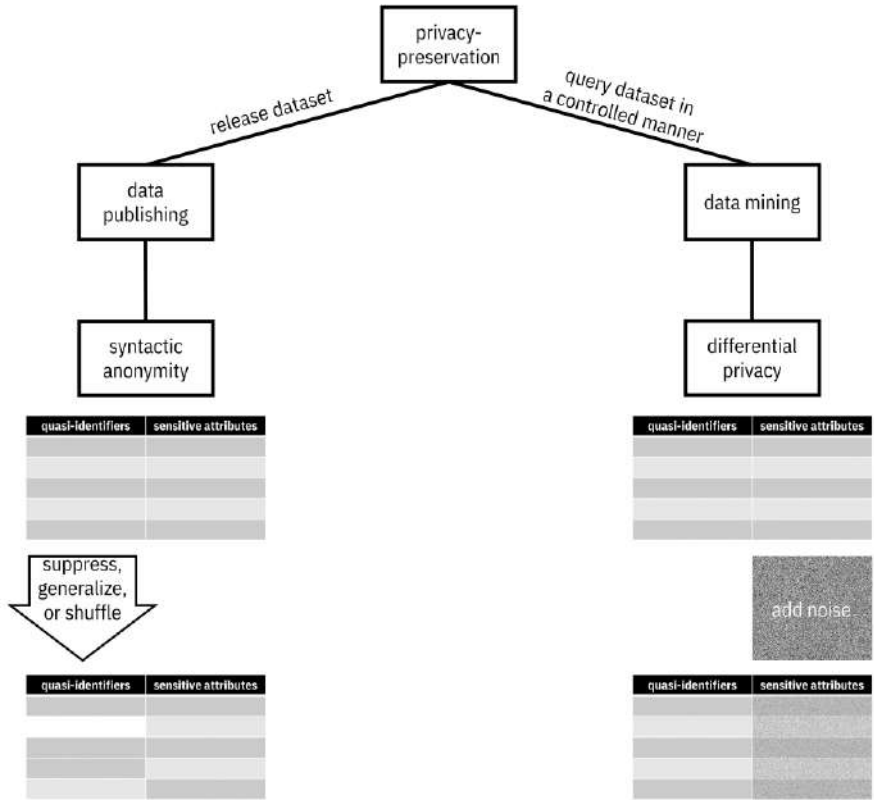 privacy-
preservation
release dataset
query dataset in
a controlled manner
data
publishing
data mining
syntactic
anonymity
differential
privacy
quasi-identifiers sensitive attributes
quasi-identifiers sensitive attributes
suppress,
generalize,
or shuffle
add noise
quasi-identifiers sensitive attributes
quasi-identifiers sensitive attributes